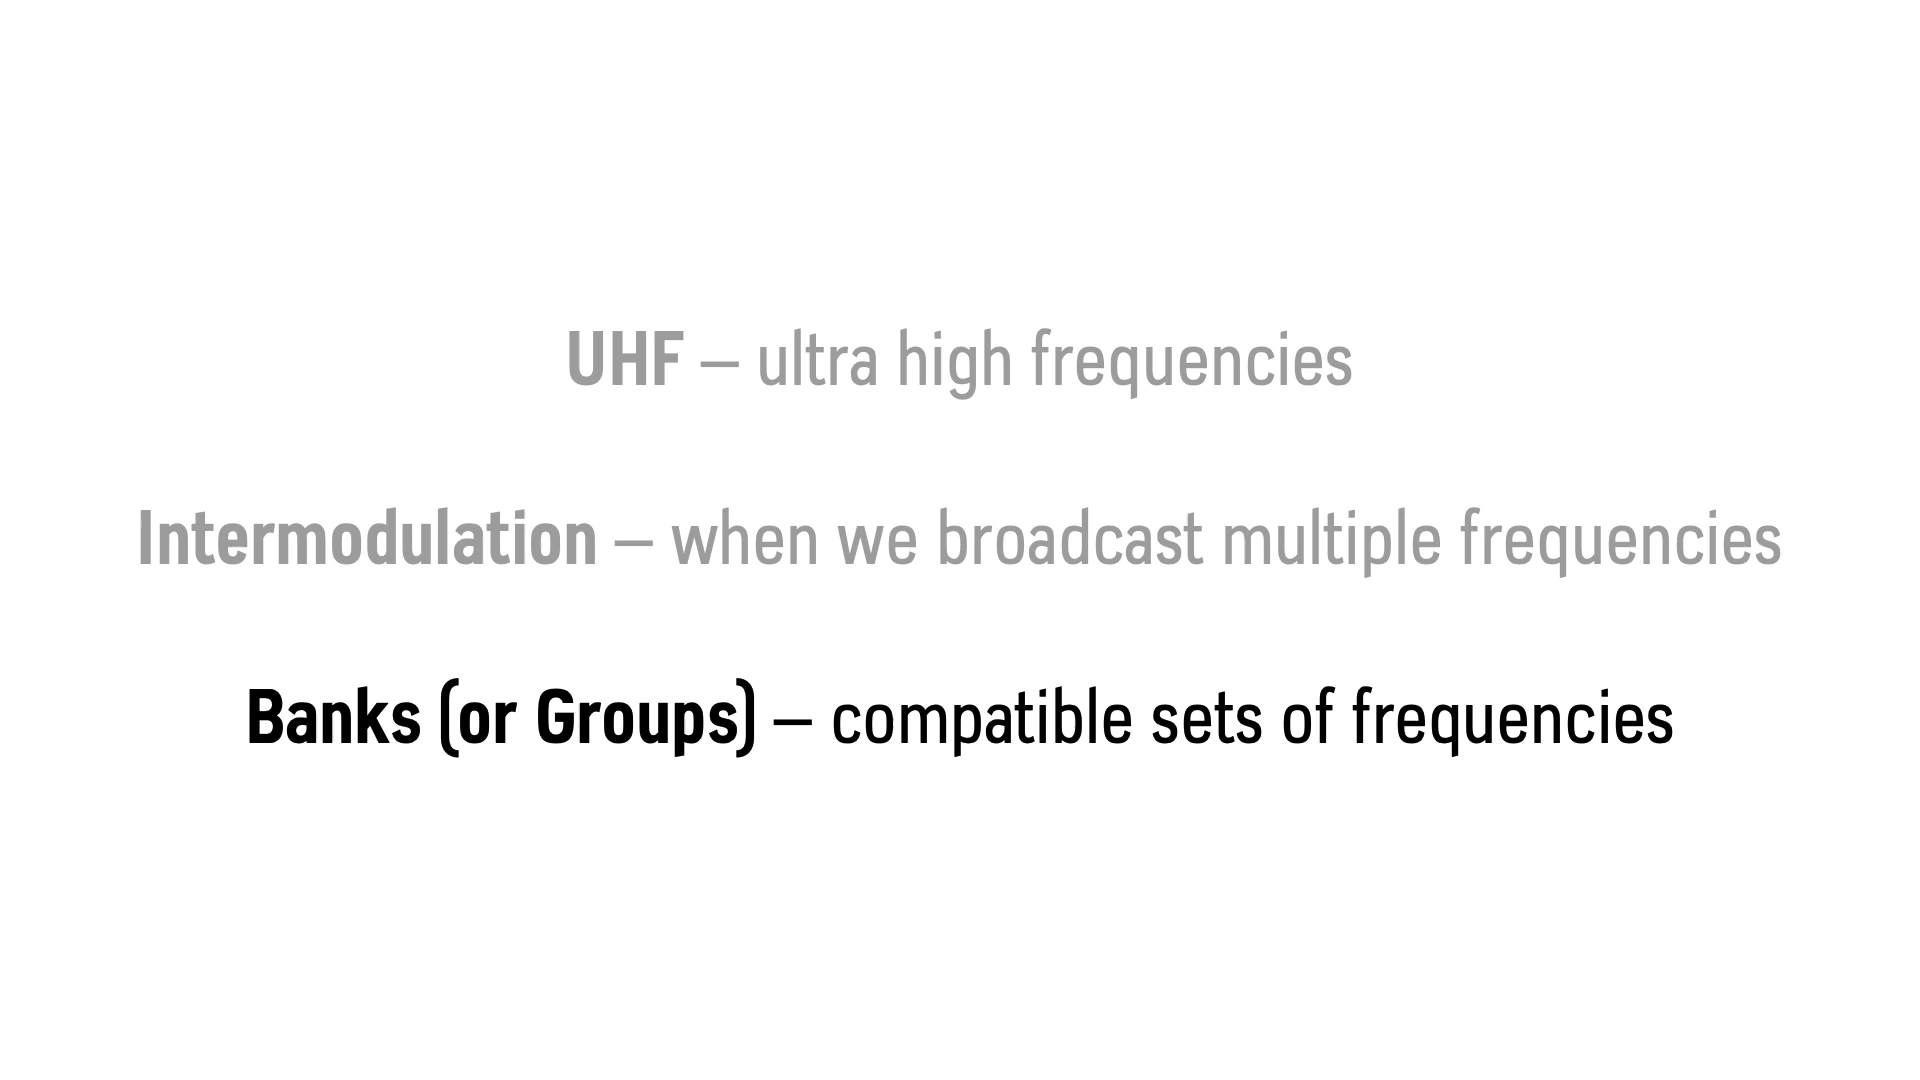 UHF – ultra high frequencies
Intermodulation – when we broadcast multiple frequencies
Banks (or Groups) – compatible sets of frequencies